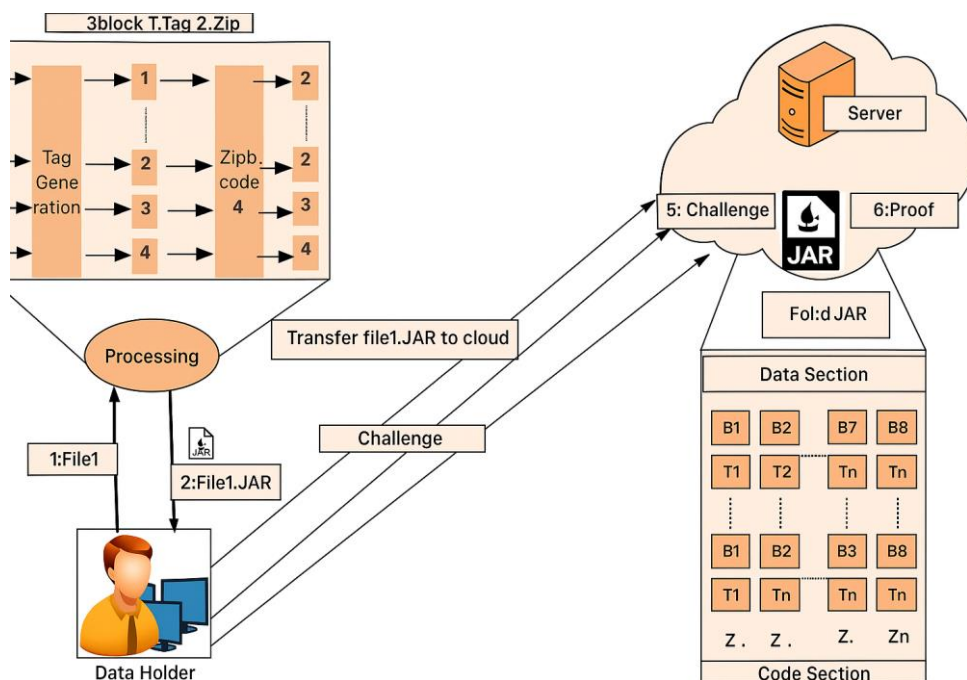 3block T.Tag 2.Zip
Tag
Gene
ration
1
2
3
4
Zipb.
code
4
2
2
3
4
Processing
1:File1
JAR
2:File1.JAR
Data Holder
Transfer file1.JAR to cloud
Challenge
Server
5: Challenge
JAR
6:Proof
Fol:d JAR
Data Section
B1 B2 B7 B8
T1 T2 Tn Tn
B1 B2 B3 B8
T1 Tn Tn Tn
Z . Z . Z. Zn
Code Section